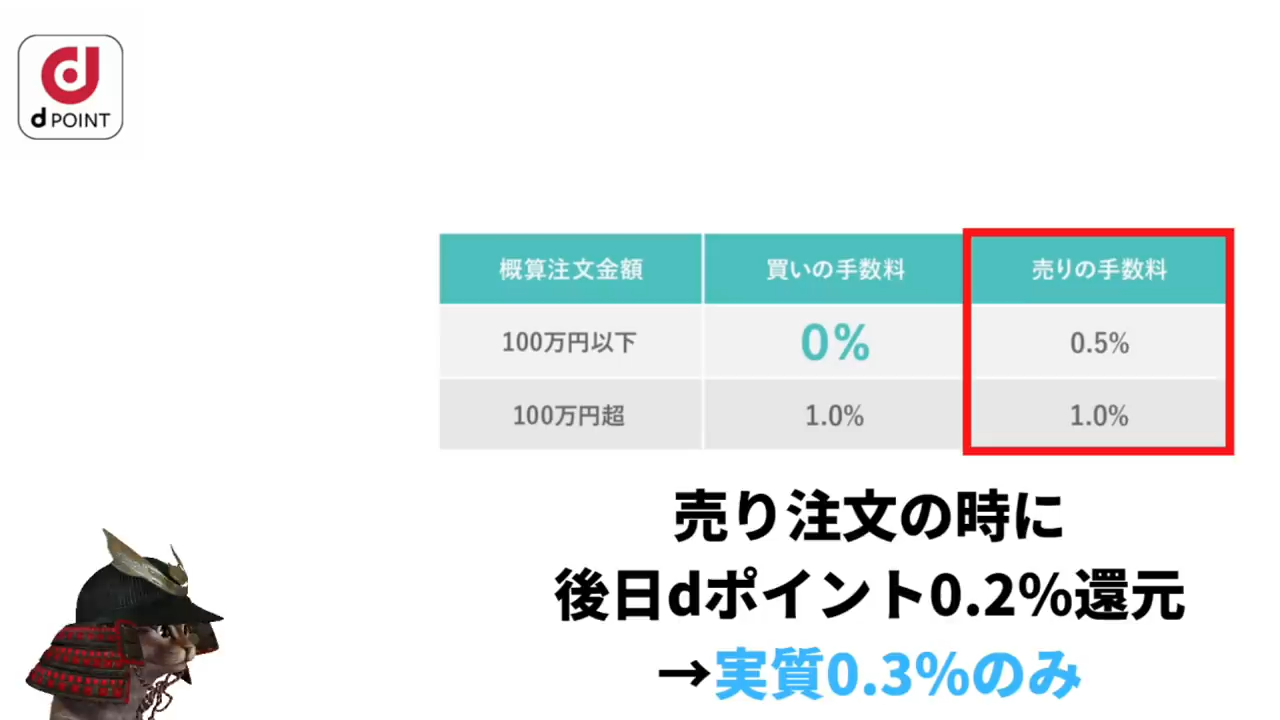 d POINT
概算注文金額 買いの手数料 売りの手数料
100万円以下 0% 0.5%
100万円超 1.0% 1.0%
売り注文の時に
後日dポイント0.2%還元
→実質0.3%のみ